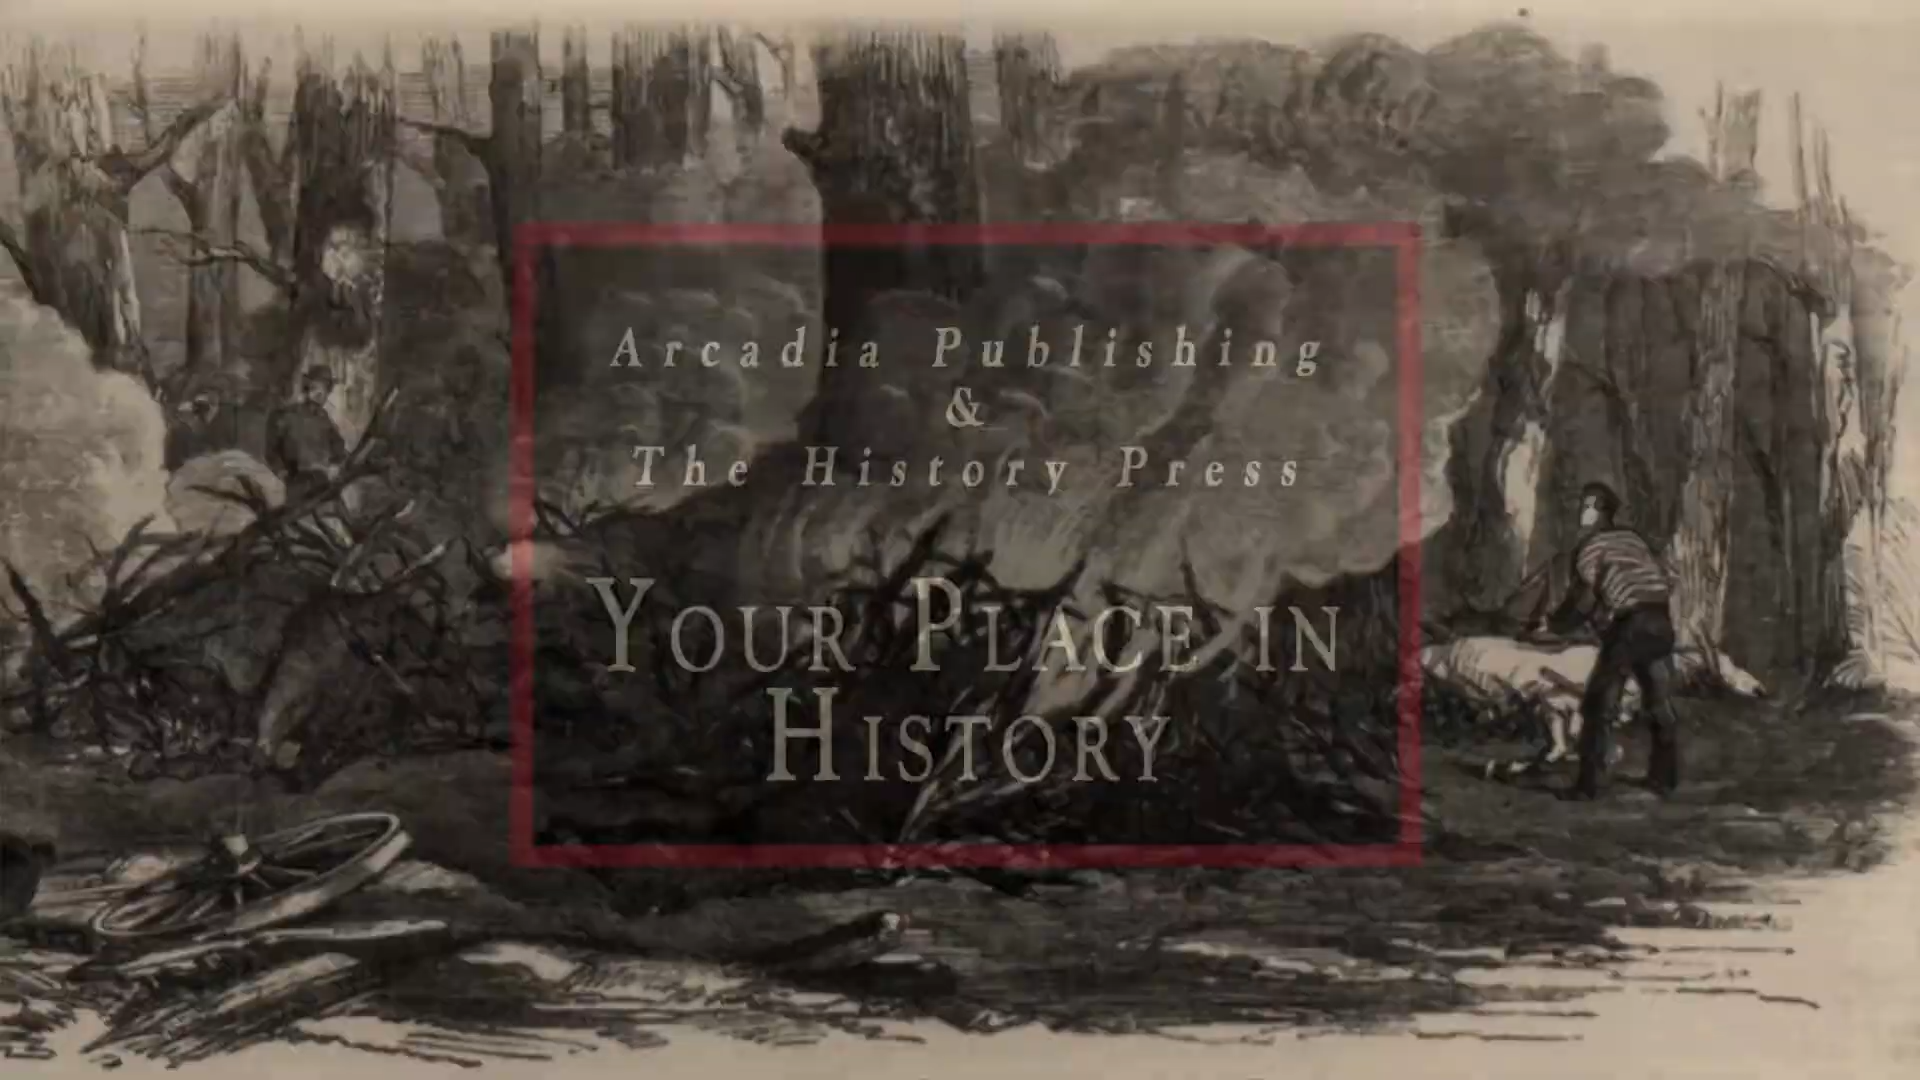 Arcadia Publishing
&
The History Press
Your Place in
History